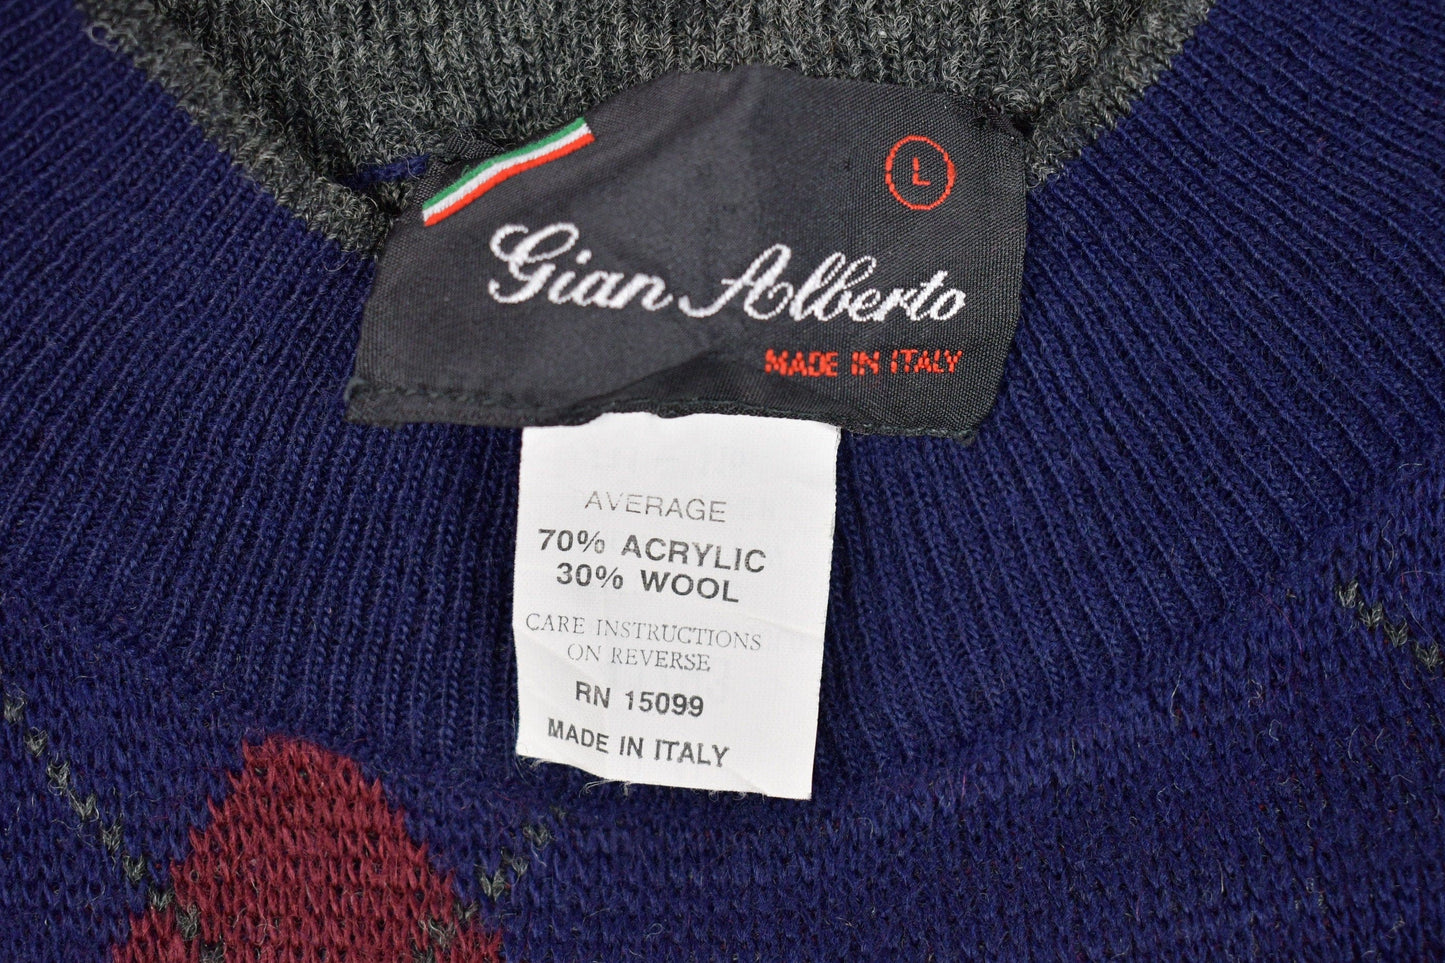 L
Gian Alberto
MADE IN ITALY
AVERAGE
70% ACRYLIC
30% WOOL
CARE INSTRUCTIONS
ON REVERSE
RN 15099
MADE IN ITALY